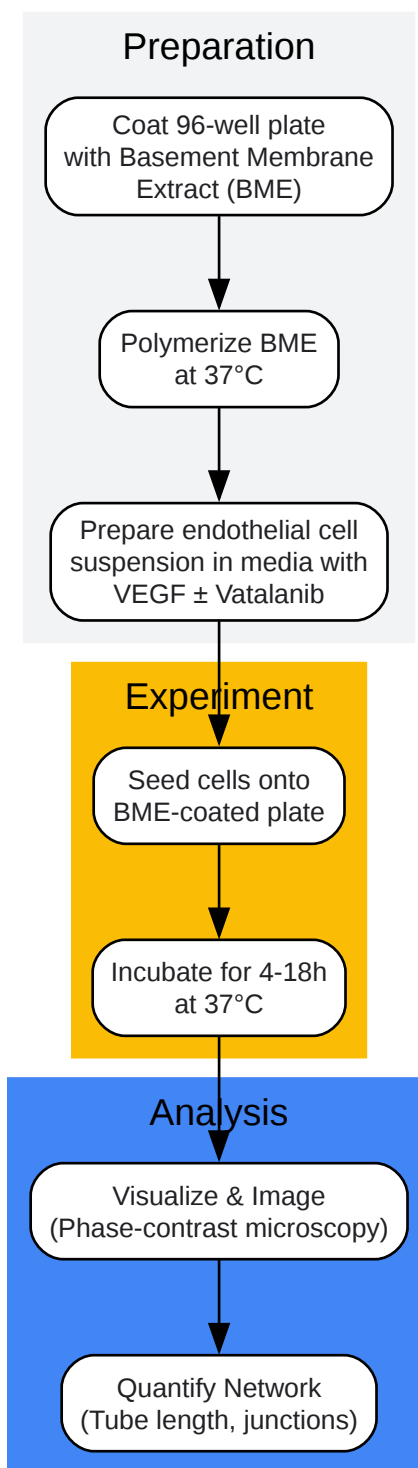 Preparation
Coat 96-well plate
with Basement Membrane
Extract (BME)
Polymerize BME
at 37°C
Prepare endothelial cell
suspension in media with
VEGF ± Vatalanib
Experiment
Seed cells onto
BME-coated plate
Incubate for 4-18h
at 37°C
Analysis
Visualize & Image
(Phase-contrast microscopy)
Quantify Network
(Tube length, junctions)